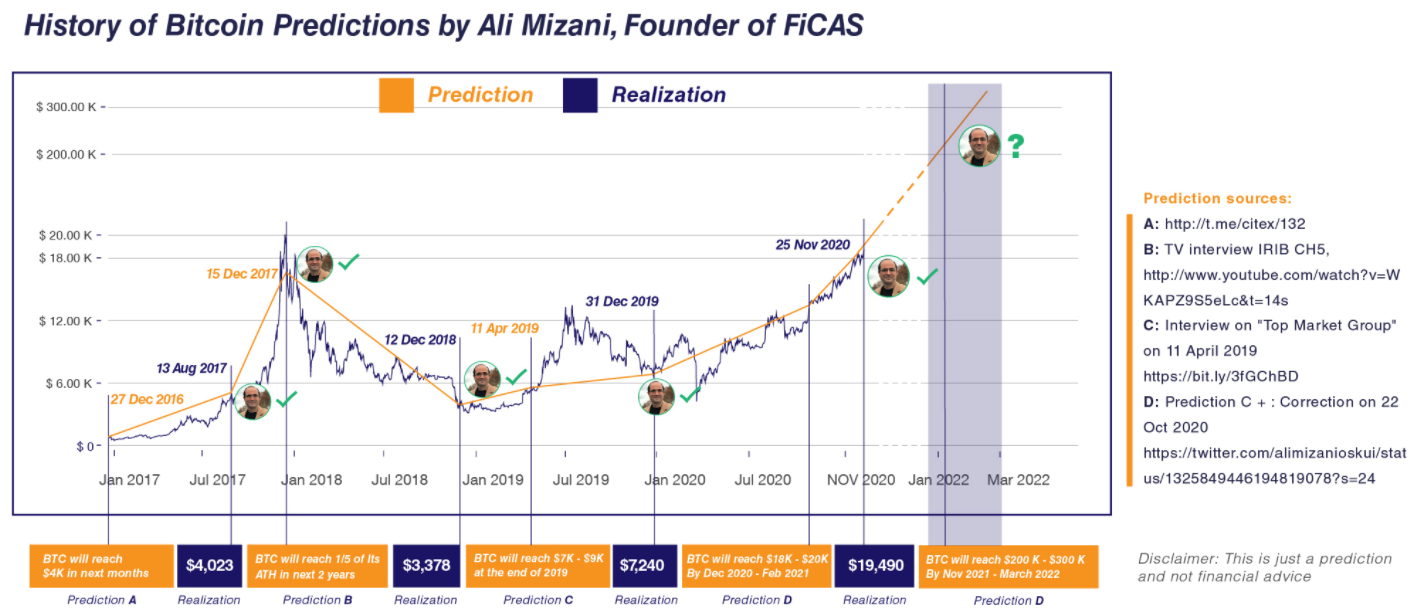 History of Bitcoin Predictions by Ali Mizani, Founder of FiCAS
Prediction
Realization
$ 300.00 K
$ 200.00 K
$ 20.00 K
$ 18.00 K
$ 12.00 K
$ 6.00 K
$ 0
27 Dec 2016
13 Aug 2017
15 Dec 2017
12 Dec 2018
11 Apr 2019
31 Dec 2019
25 Nov 2020
?
Jan 2017
Jul 2017
Jan 2018
Jul 2018
Jan 2019
Jul 2019
Jan 2020
Jul 2020
NOV 2020
Jan 2022
Mar 2022
BTC will reach
$4K in next months
Prediction A
$4,023
Realization
BTC will reach 1/5 of Its
ATH in next 2 years
Prediction B
$3,378
Realization
BTC will reach $7K - $9K
at the end of 2019
Prediction C
$7,240
Realization
BTC will reach $18K - $20K
By Dec 2020 - Feb 2021
Prediction D
$19,490
Realization
BTC will reach $200 K - $300 K
By Nov 2021 - March 2022
Prediction D
Prediction sources:
A: http://t.me/citex/132
B: TV interview IRIB CH5,
http://www.youtube.com/watch?v=W
KAPZ9S5eLc&t=14s
C: Interview on "Top Market Group"
on 11 April 2019
https://bit.ly/3fGChBD
D: Prediction C + : Correction on 22
Oct 2020
https://twitter.com/alimizanioskui/stat
us/1325849446194819078?s=24
Disclaimer: This is just a prediction
and not financial advice